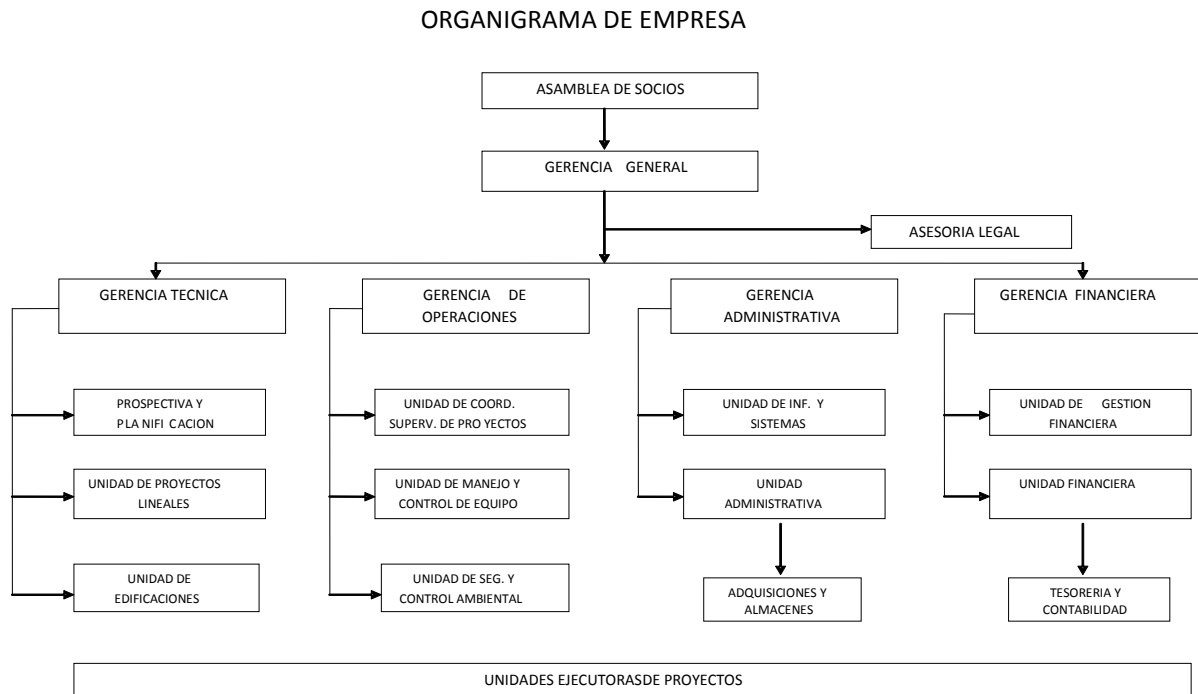 ORGANIGRAMA DE EMPRESA
ASAMBLEA DE SOCIOS
GERENCIA GENERAL
ASESORIA LEGAL
GERENCIA TECNICA
GERENCIA DE
OPERACIONES
GERENCIA
ADMINISTRATIVA
GERENCIA FINANCIERA
PROSPECTIVA Y
PLA NIFI CACION
UNIDAD DE COORD.
SUPERV. DE PRO YECTOS
UNIDAD DE INF. Y
SISTEMAS
UNIDAD DE GESTION
FINANCIERA
UNIDAD DE PROYECTOS
LINEALES
UNIDAD DE MANEJO Y
CONTROL DE EQUIPO
UNIDAD
ADMINISTRATIVA
UNIDAD FINANCIERA
UNIDAD DE
EDIFICACIONES
UNIDAD DE SEG. Y
CONTROL AMBIENTAL
ADQUISICIONES Y
ALMACENES
TESORERIA Y
CONTABILIDAD
UNIDADES EJECUTORASDE PROYECTOS